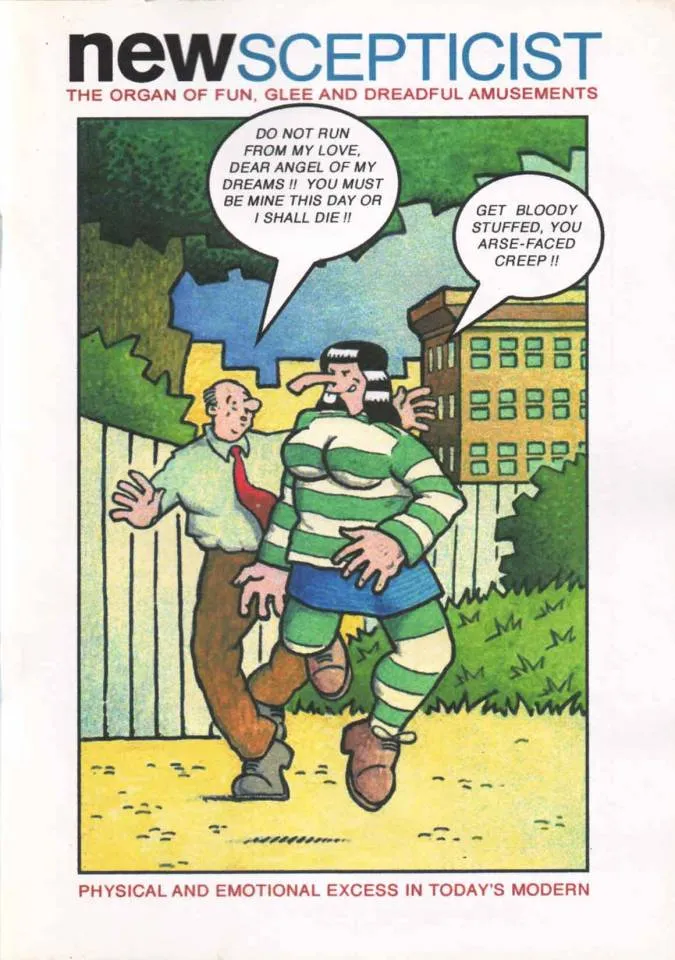 newSCEPTICIST
THE ORGAN OF FUN, GLEE AND DREADFUL AMUSEMENTS
DO NOT RUN
FROM MY LOVE,
DEAR ANGEL OF MY
DREAMS !! YOU MUST
BE MINE THIS DAY OR
I SHALL DIE !!
GET BLOODY
STUFFED, YOU
ARSE-FACED
CREEP !!
PHYSICAL AND EMOTIONAL EXCESS IN TODAY'S MODERN